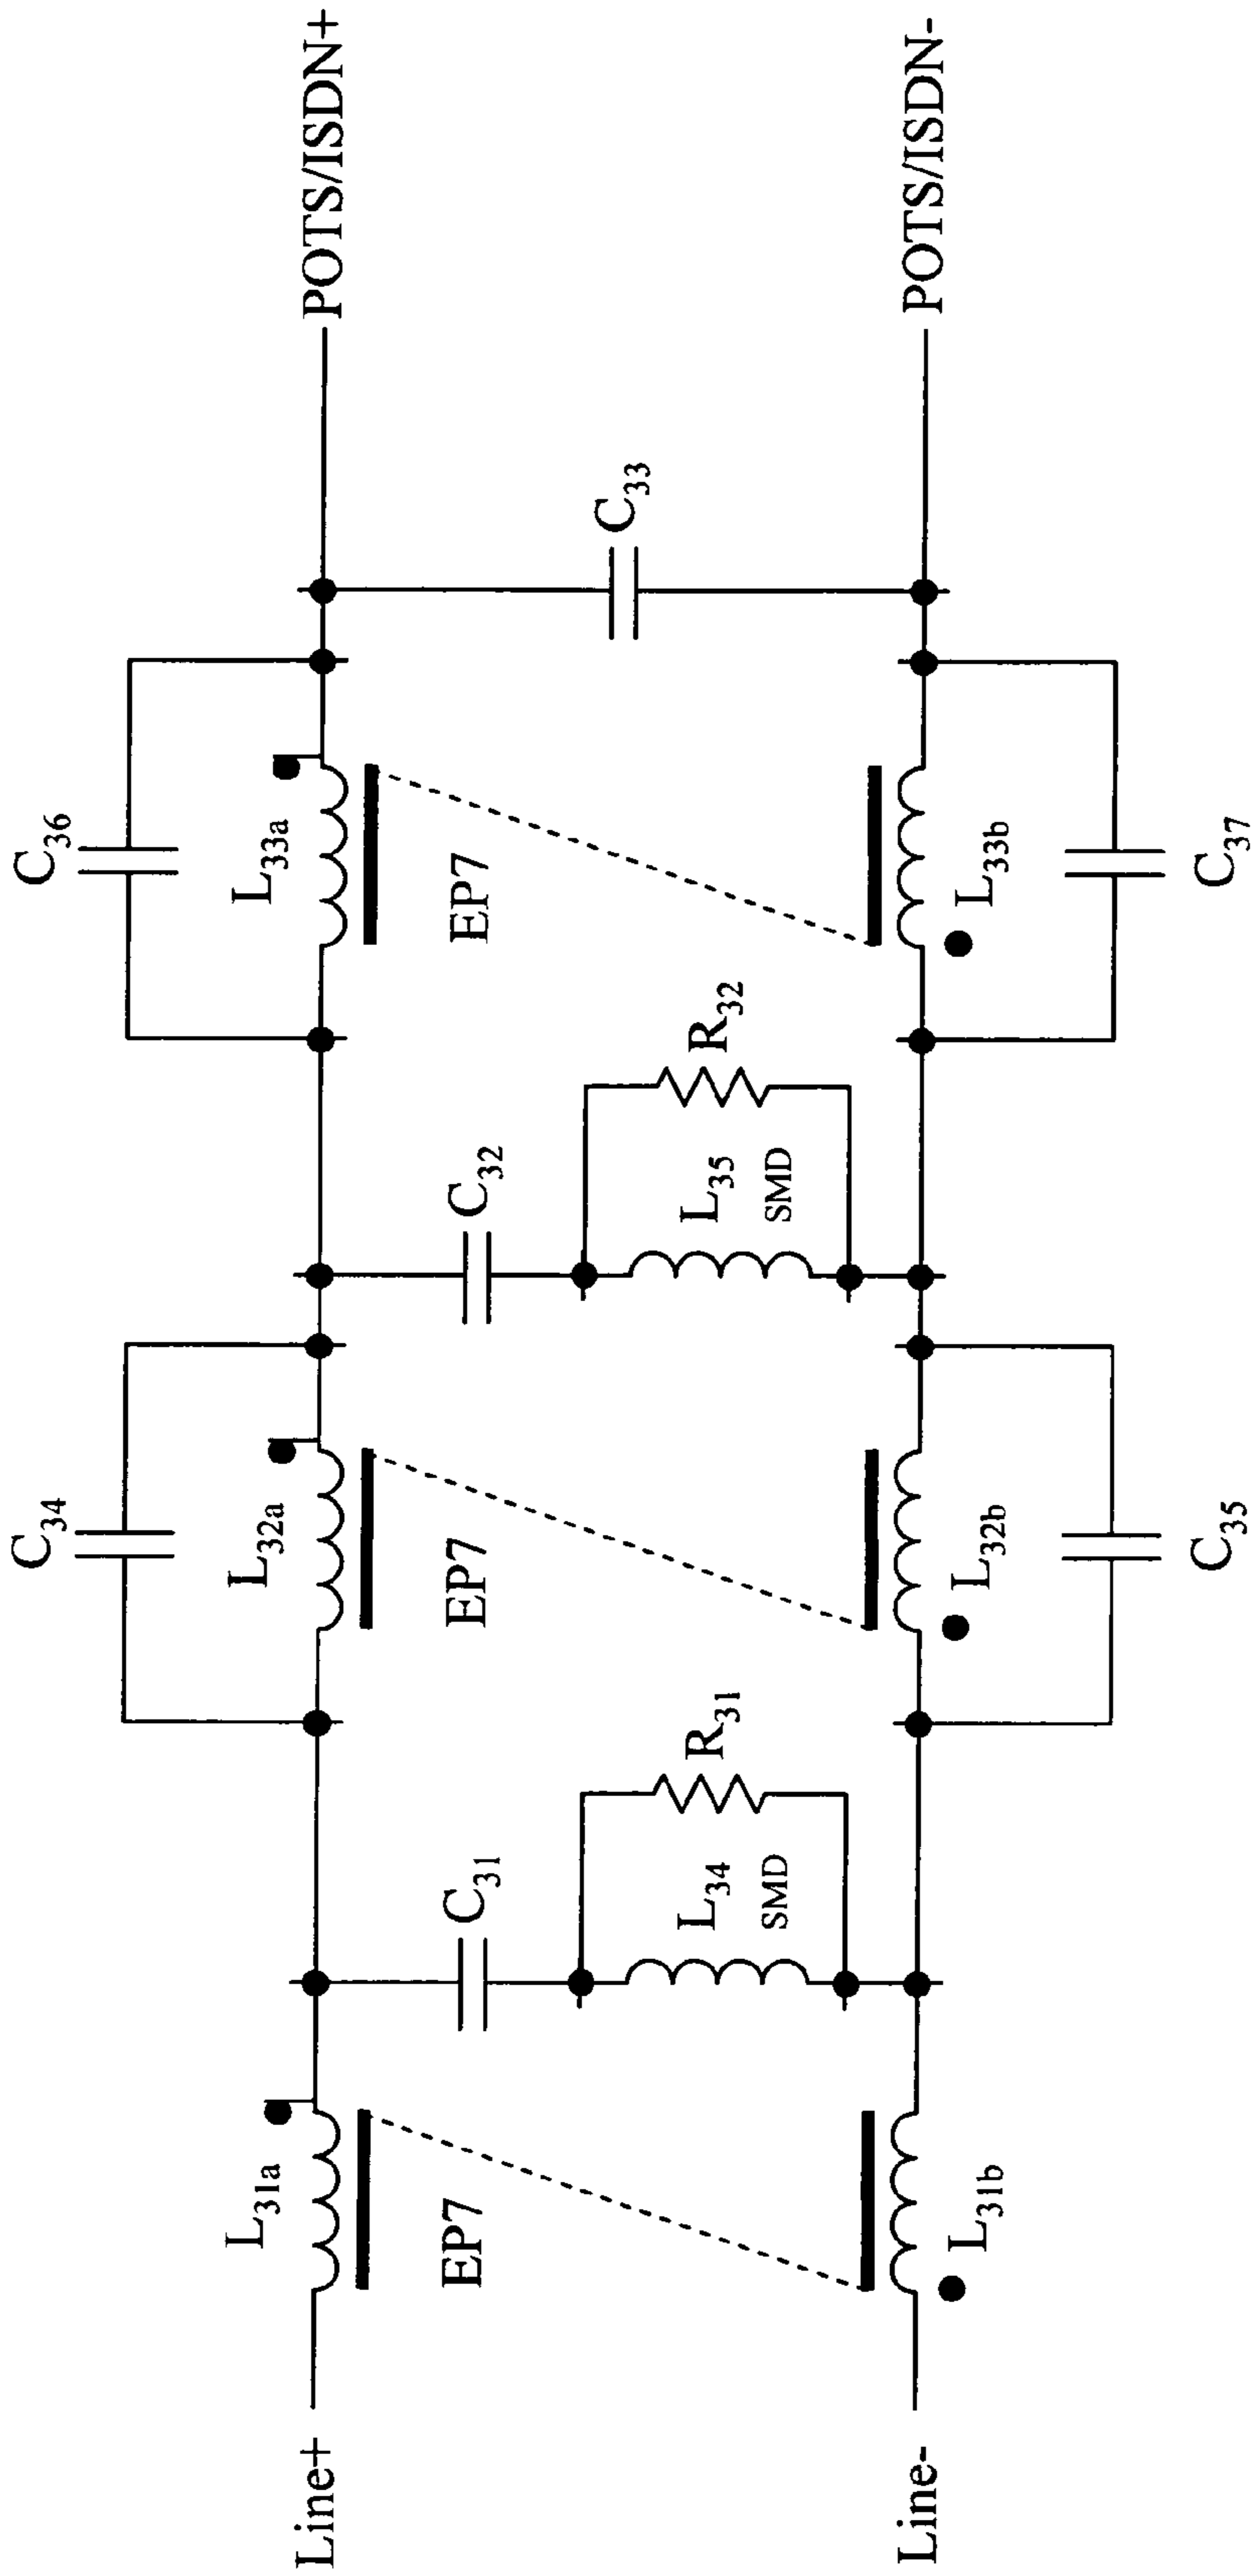 C34
C36
L31a
L32a
L33a
Line+
POTS/ISDN+
EP7
EP7
EP7
C31
C32
C33
R31
R32
L34
SMD
L35
SMD
Line-
POTS/ISDN-
L31b
L32b
L33b
C35
C37